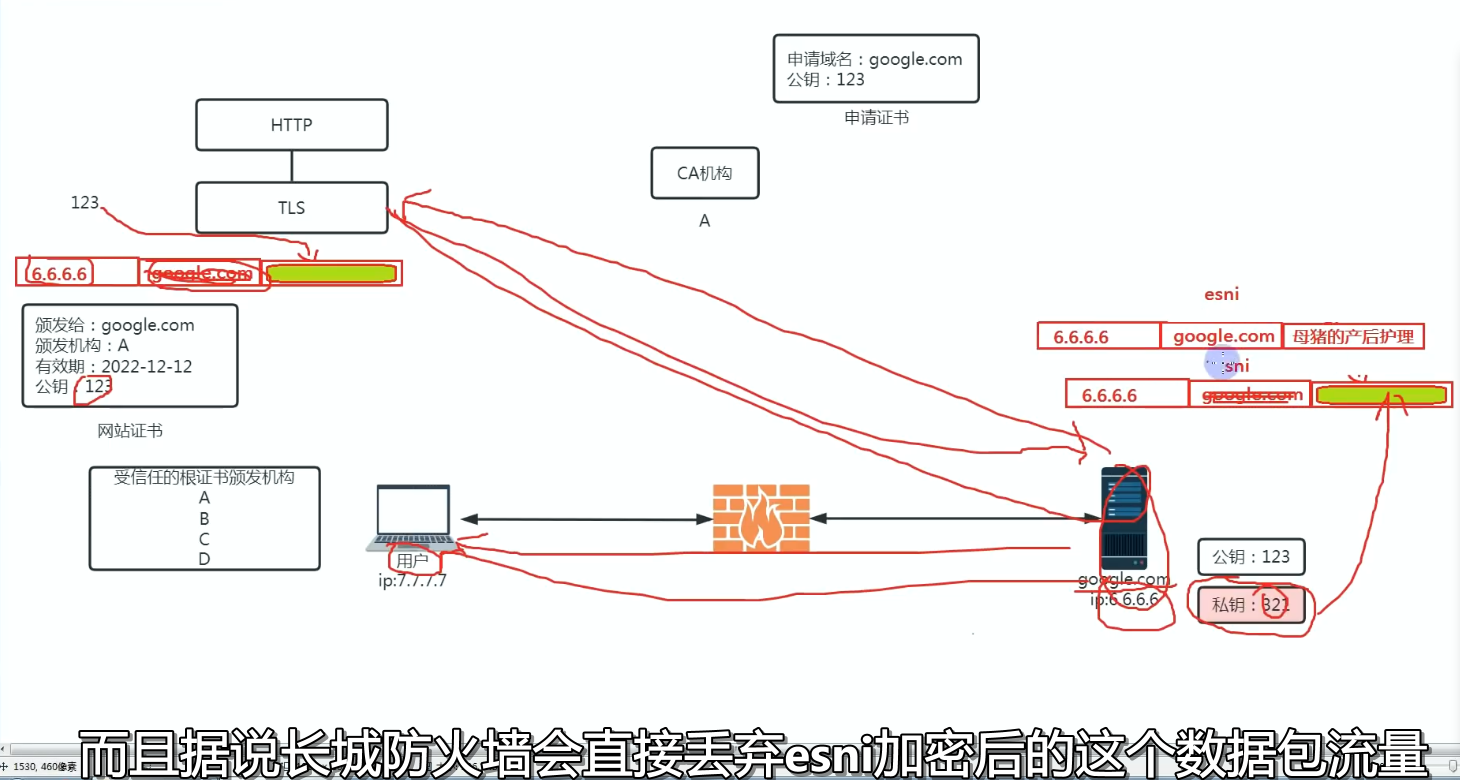 申请域名：google.com
公钥：123
申请证书
HTTP
CA机构
A
TLS
123
6.6.6.6
google.com
颁发给：google.com
颁发机构：A
有效期：2022-12-12
公钥：123
网站证书
esni
6.6.6.6
google.com
母猪的产后护理
sni
6.6.6.6
google.com
受信任的根证书颁发机构
A
B
C
D
用户
ip:7.7.7.7
google.com
ip:6.6.6.6
公钥：123
私钥：321
而且据说长城防火墙会直接丢弃esni加密后的这个数据包流量
1530, 460像素